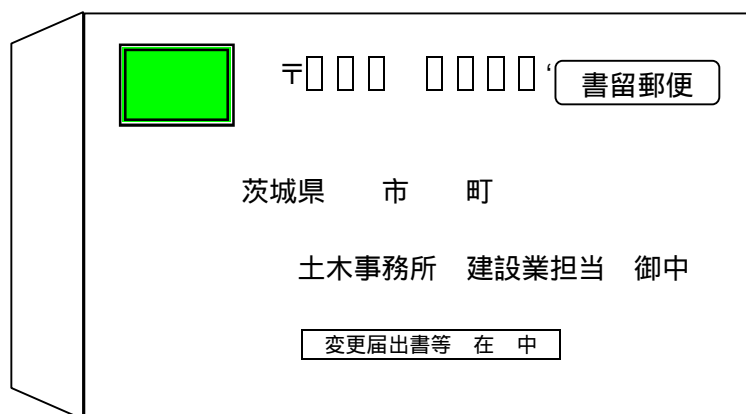 〒□□□ □□□□‘ 書留郵便
茨城県　市　町
土木事務所　建設業担当　御中
変更届出書等　在　中